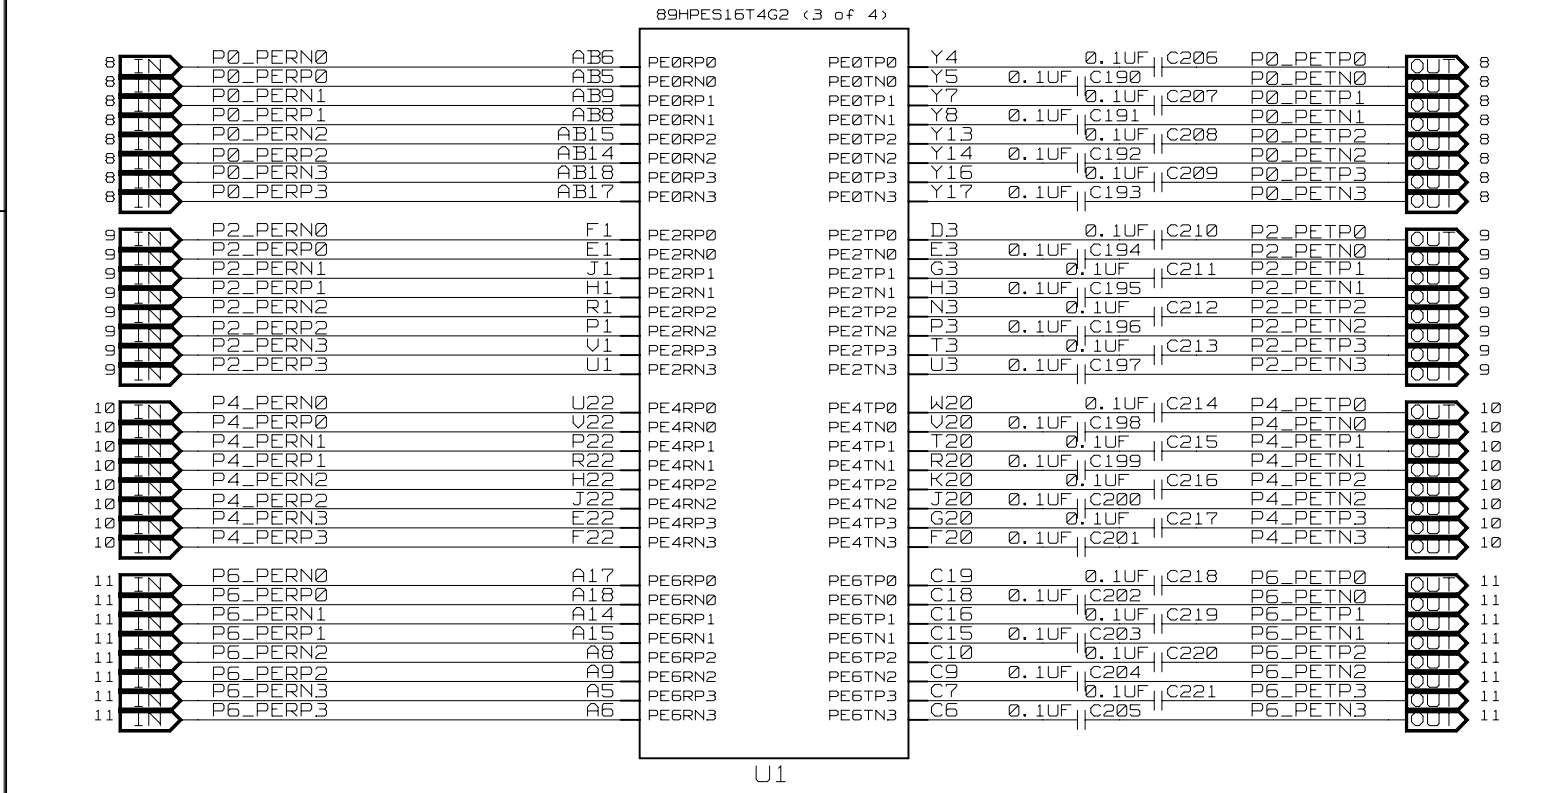 89HPES16T4G2 (3 of 4)
8 IN P0_PERN0 AB6 PE0RP0 PE0TP0 Y4 0.1UF C206 P0_PETP0 OUT 8
8 IN P0_PERP0 AB5 PE0RN0 PE0TN0 Y5 0.1UF C190 P0_PETN0 OUT 8
8 IN P0_PERN1 AB9 PE0RP1 PE0TP1 Y7 0.1UF C207 P0_PETP1 OUT 8
8 IN P0_PERP1 AB8 PE0RN1 PE0TN1 Y8 0.1UF C191 P0_PETN1 OUT 8
8 IN P0_PERN2 AB15 PE0RP2 PE0TP2 Y13 0.1UF C208 P0_PETP2 OUT 8
8 IN P0_PERP2 AB14 PE0RN2 PE0TN2 Y14 0.1UF C192 P0_PETN2 OUT 8
8 IN P0_PERN3 AB18 PE0RP3 PE0TP3 Y16 0.1UF C209 P0_PETP3 OUT 8
8 IN P0_PERP3 AB17 PE0RN3 PE0TN3 Y17 0.1UF C193 P0_PETN3 OUT 8
9 IN P2_PERN0 F1 PE2RP0 PE2TP0 D3 0.1UF C210 P2_PETP0 OUT 9
9 IN P2_PERP0 E1 PE2RN0 PE2TN0 E3 0.1UF C194 P2_PETN0 OUT 9
9 IN P2_PERN1 J1 PE2RP1 PE2TP1 G3 0.1UF C211 P2_PETP1 OUT 9
9 IN P2_PERP1 H1 PE2RN1 PE2TN1 H3 0.1UF C195 P2_PETN1 OUT 9
9 IN P2_PERN2 R1 PE2RP2 PE2TP2 N3 0.1UF C212 P2_PETP2 OUT 9
9 IN P2_PERP2 P1 PE2RN2 PE2TN2 P3 0.1UF C196 P2_PETN2 OUT 9
9 IN P2_PERN3 V1 PE2RP3 PE2TP3 T3 0.1UF C213 P2_PETP3 OUT 9
9 IN P2_PERP3 U1 PE2RN3 PE2TN3 U3 0.1UF C197 P2_PETN3 OUT 9
10 IN P4_PERN0 U22 PE4RP0 PE4TP0 W20 0.1UF C214 P4_PETP0 OUT 10
10 IN P4_PERP0 V22 PE4RN0 PE4TN0 V20 0.1UF C198 P4_PETN0 OUT 10
10 IN P4_PERN1 P22 PE4RP1 PE4TP1 T20 0.1UF C215 P4_PETP1 OUT 10
10 IN P4_PERP1 R22 PE4RN1 PE4TN1 R20 0.1UF C199 P4_PETN1 OUT 10
10 IN P4_PERN2 H22 PE4RP2 PE4TP2 K20 0.1UF C216 P4_PETP2 OUT 10
10 IN P4_PERP2 J22 PE4RN2 PE4TN2 J20 0.1UF C200 P4_PETN2 OUT 10
10 IN P4_PERN3 E22 PE4RP3 PE4TP3 G20 0.1UF C217 P4_PETP3 OUT 10
10 IN P4_PERP3 F22 PE4RN3 PE4TN3 F20 0.1UF C201 P4_PETN3 OUT 10
11 IN P6_PERN0 A17 PE6RP0 PE6TP0 C19 0.1UF C218 P6_PETP0 OUT 11
11 IN P6_PERP0 A18 PE6RN0 PE6TN0 C18 0.1UF C202 P6_PETN0 OUT 11
11 IN P6_PERN1 A14 PE6RP1 PE6TP1 C16 0.1UF C219 P6_PETP1 OUT 11
11 IN P6_PERP1 A15 PE6RN1 PE6TN1 C15 0.1UF C203 P6_PETN1 OUT 11
11 IN P6_PERN2 A8 PE6RP2 PE6TP2 C10 0.1UF C220 P6_PETP2 OUT 11
11 IN P6_PERP2 A9 PE6RN2 PE6TN2 C9 0.1UF C204 P6_PETN2 OUT 11
11 IN P6_PERN3 A5 PE6RP3 PE6TP3 C7 0.1UF C221 P6_PETP3 OUT 11
11 IN P6_PERP3 A6 PE6RN3 PE6TN3 C6 0.1UF C205 P6_PETN3 OUT 11
U1